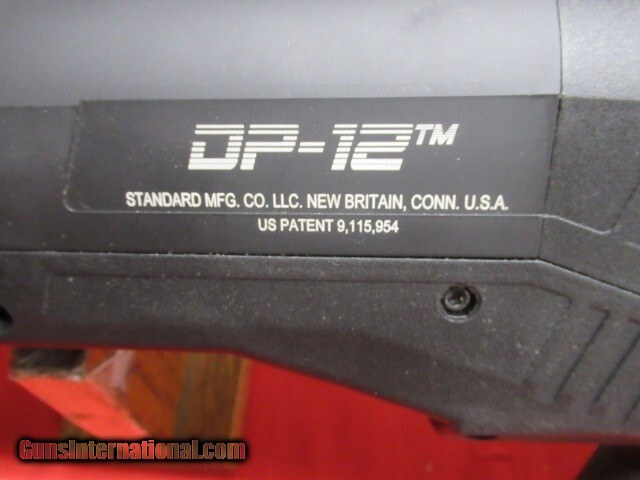 DP-12™
STANDARD MFG. CO. LLC. NEW BRITAIN, CONN. U.S.A.
US PATENT 9,115,954
GunsInternational.com